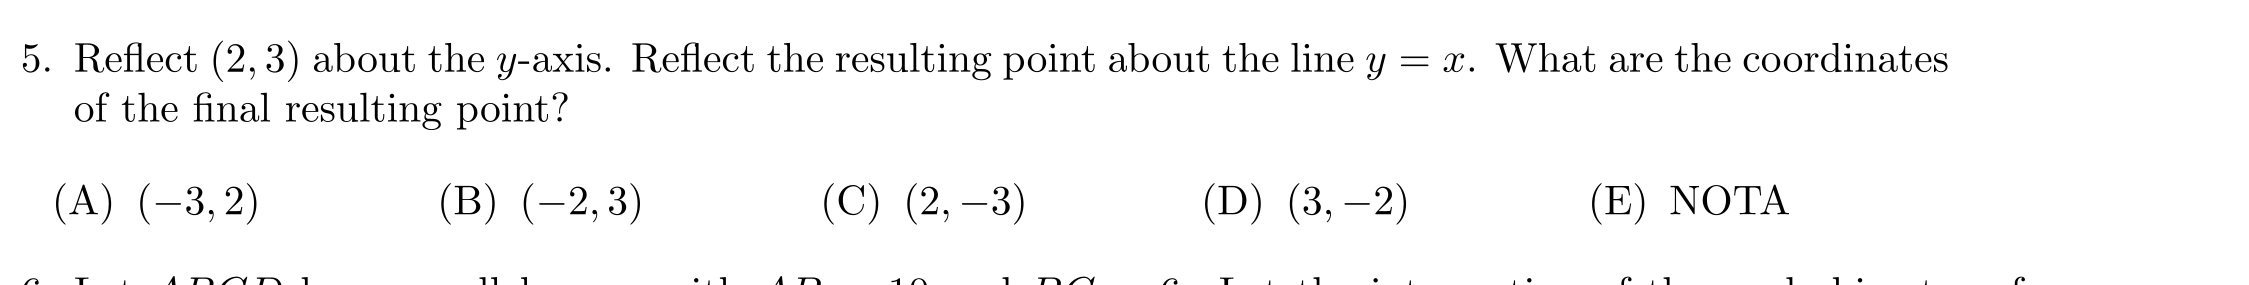 5. Reflect (2, 3) about the y-axis. Reflect the resulting point about the line y = x. What are the coordinates
of the final resulting point?
(A) (−3, 2) (B) (−2, 3) (C) (2, −3) (D) (3, −2) (E) NOTA